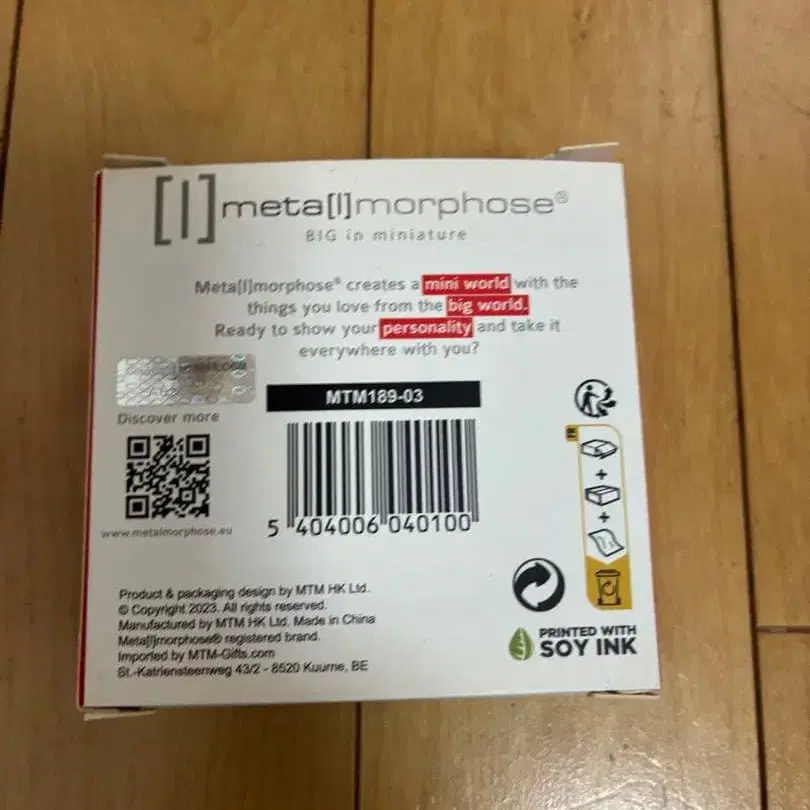 [l] meta[l]morphose®
BIG in miniature
Meta[l]morphose® creates a mini world with the
things you love from the big world.
Ready to show your personality and take it
everywhere with you?
MTM189-03
Discover more
www.metalmorphose.eu
5 404006 040100
FR
+
+
Product & packaging design by MTM HK Ltd.
© Copyright 2023. All rights reserved.
Manufactured by MTM HK Ltd. Made in China
Meta[l]morphose® registered brand.
Imported by MTM-Gifts.com
St.-Katriensteenweg 43/2 - 8520 Kuurne, BE
PRINTED WITH
SOY INK